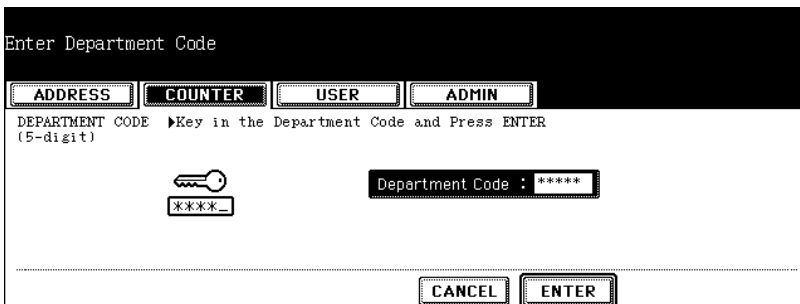 Enter Department Code
ADDRESS COUNTER USER ADMIN
DEPARTMENT CODE ▶Key in the Department Code and Press ENTER
(5-digit)
Department Code : *****
****_
CANCEL ENTER